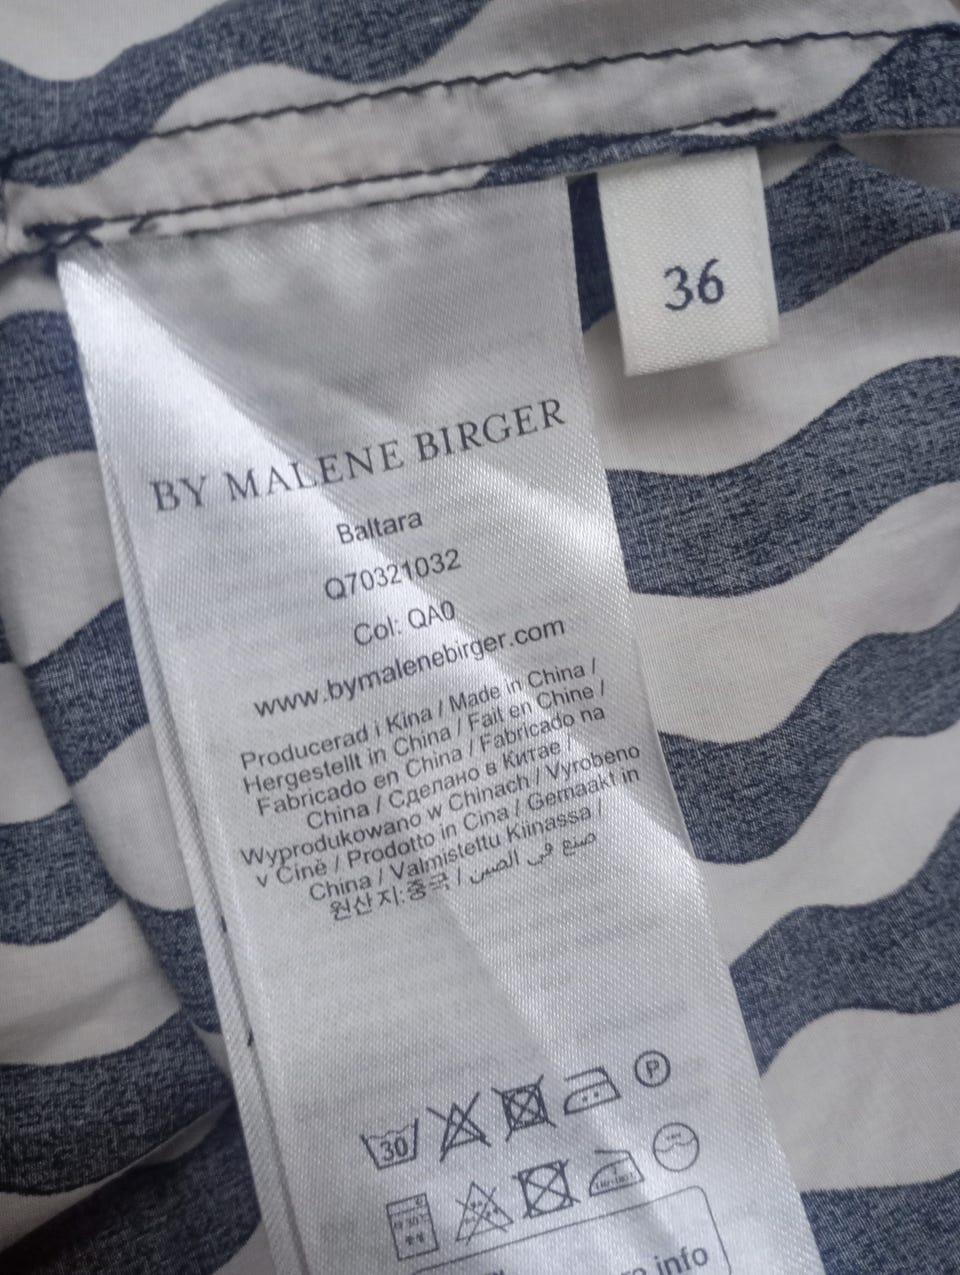 36
BY MALENE BIRGER
Baltara
Q70321032
Col: QA0
www.bymalenebirger.com
Producerad i Kina / Made in China /
Hergestellt in China / Fait en Chine /
Fabricado en China / Fabricado na
China / Сделано в Китае /
Wyprodukowano w Chinach / Vyrobeno
v Číně / Prodotto in Cina / Gemaakt in
China / Valmistettu Kiinassa /
원산지:중국 / صنع في الصين
30
P
info